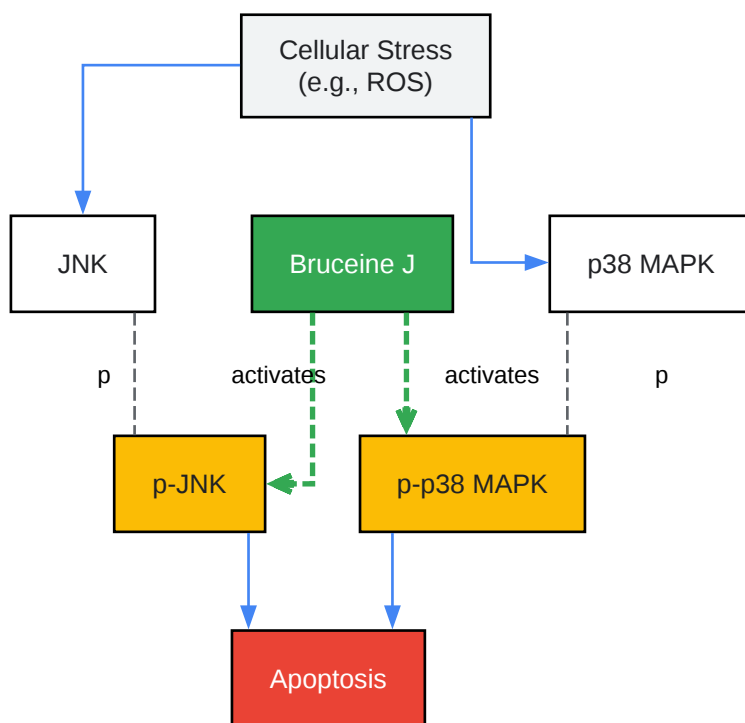 Cellular Stress
(e.g., ROS)
JNK
Bruceine J
p38 MAPK
p
activates
activates
p
p-JNK
p-p38 MAPK
Apoptosis